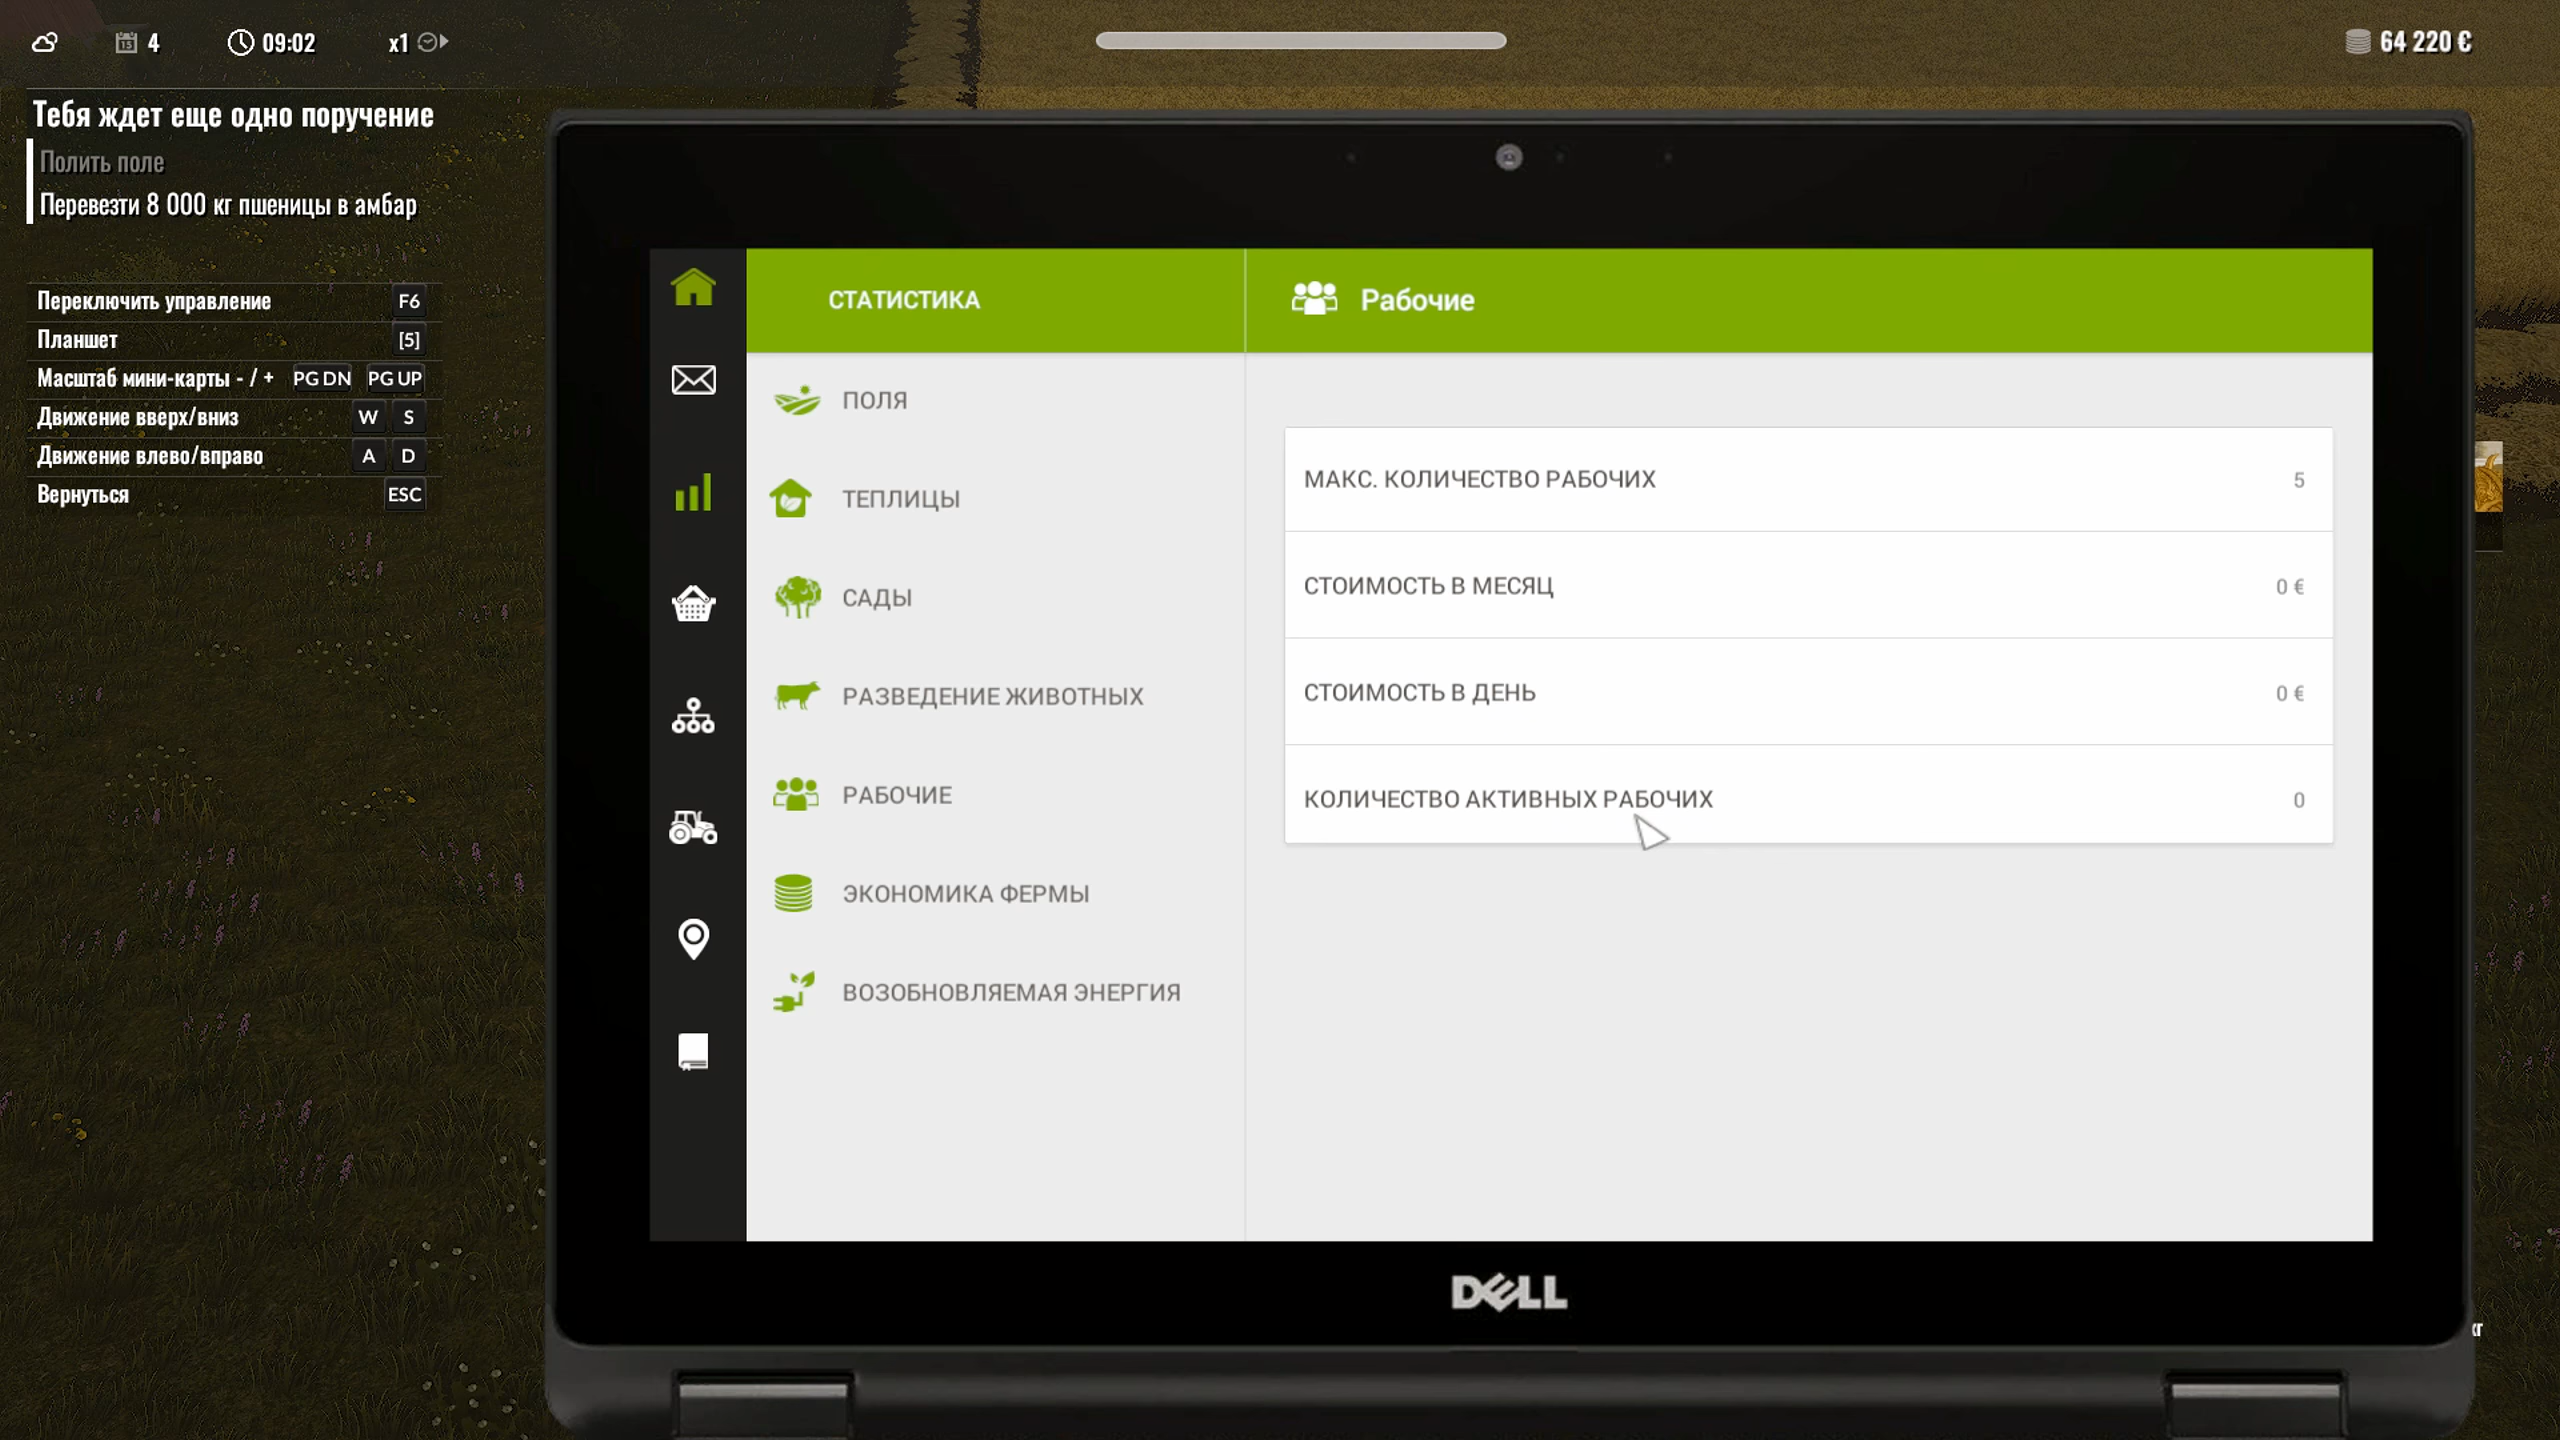 4
09:02
x1
64 220 €
Тебя ждет еще одно поручение
Полить поле
Перевезти 8 000 кг пшеницы в амбар
Переключить управление F6
Планшет [5]
Масштаб мини-карты - / + PG DN PG UP
Движение вверх/вниз W S
Движение влево/вправо A D
Вернуться ESC
СТАТИСТИКА
ПОЛЯ
ТЕПЛИЦЫ
САДЫ
РАЗВЕДЕНИЕ ЖИВОТНЫХ
РАБОЧИЕ
ЭКОНОМИКА ФЕРМЫ
ВОЗОБНОВЛЯЕМАЯ ЭНЕРГИЯ
Рабочие
МАКС. КОЛИЧЕСТВО РАБОЧИХ 5
СТОИМОСТЬ В МЕСЯЦ 0 €
СТОИМОСТЬ В ДЕНЬ 0 €
КОЛИЧЕСТВО АКТИВНЫХ РАБОЧИХ 0
DELL